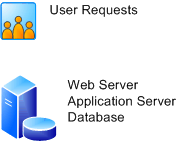 User Requests
Web Server
Application Server
Database